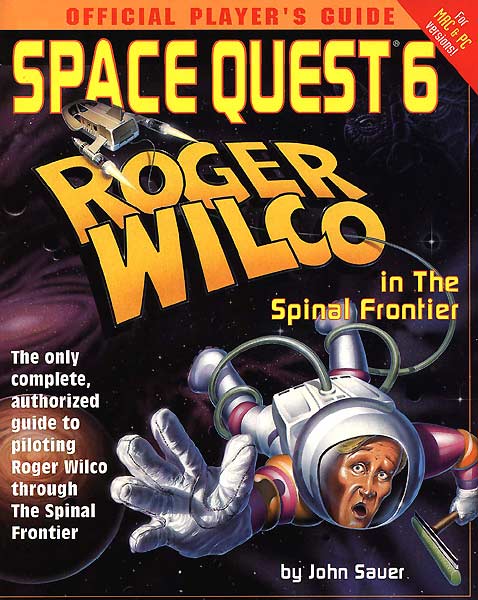 OFFICIAL PLAYER'S GUIDE
For
MAC & PC
versions!
SPACE QUEST® 6
ROGER
WILCO
in The
Spinal Frontier
The only
complete,
authorized
guide to
piloting
Roger Wilco
through
The Spinal
Frontier
by John Sauer